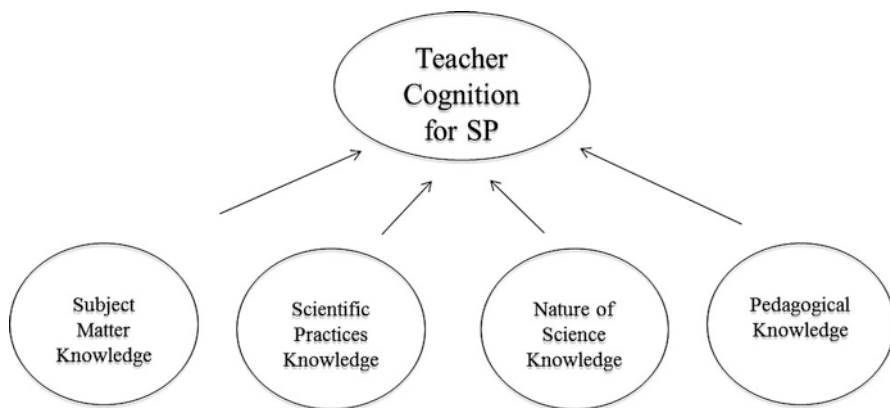 Teacher
Cognition
for SP
Subject
Matter
Knowledge
Scientific
Practices
Knowledge
Nature of
Science
Knowledge
Pedagogical
Knowledge